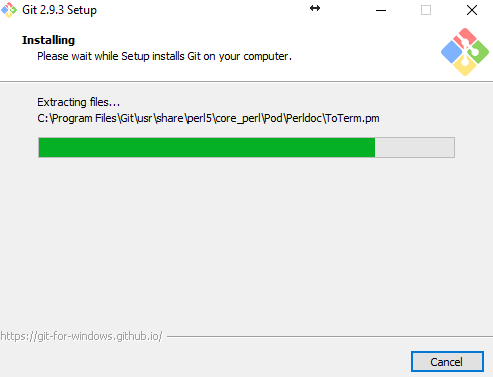 Git 2.9.3 Setup
Installing
Please wait while Setup installs Git on your computer.
Extracting files...
C:\Program Files\Git\usr\share\perl5\core_perl\Pod\Perldoc\ToTerm.pm
https://git-for-windows.github.io/
Cancel